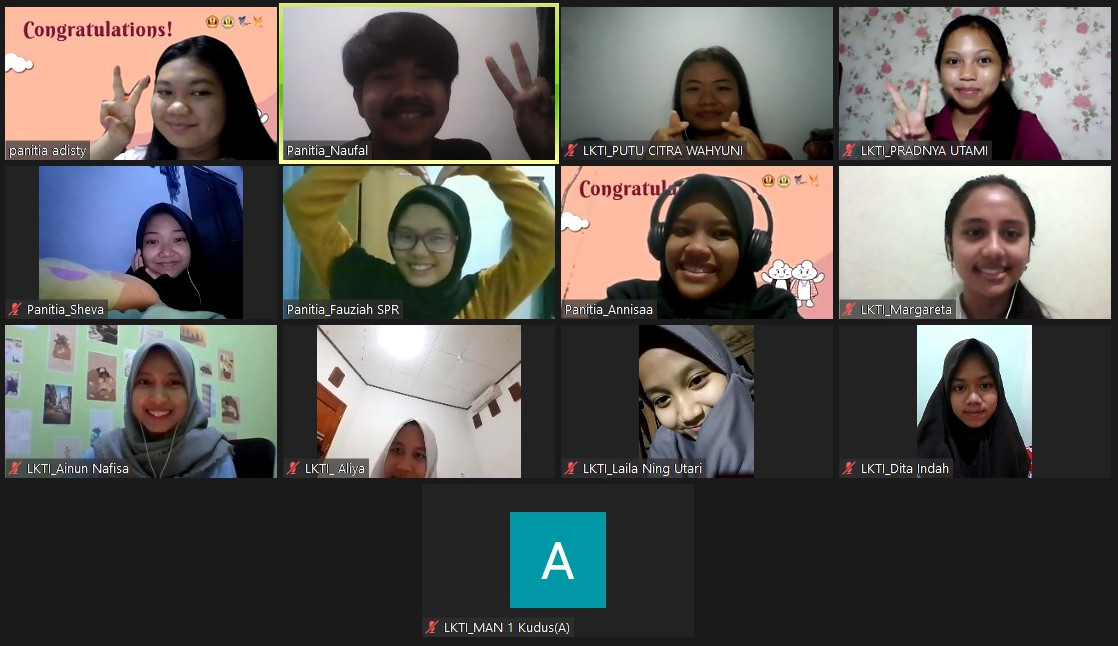 Congratulations!
panitia adisty
Panitia_Naufal
LKTI_PUTU CITRA WAHYUNI
LKTI_PRADNYA UTAMI
Panitia_Sheva
Panitia_Fauziah SPR
Congratula
Panitia_Annisaa
LKTI_Margareta
LKTI_Ainun Nafisa
LKTI_ Aliya
LKTI_Laila Ning Utari
LKTI_Dita Indah
A
LKTI_MAN 1 Kudus(A)